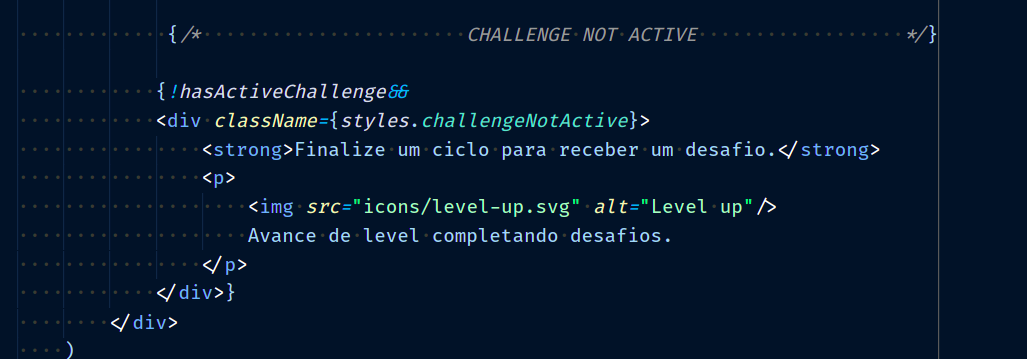 {/* CHALLENGE NOT ACTIVE */}
{!hasActiveChallenge&&
<div className={styles.challengeNotActive}>
<strong>Finalize um ciclo para receber um desafio.</strong>
<p>
<img src="icons/level-up.svg" alt="Level up"/>
Avance de level completando desafios.
</p>
</div>}
</div>
)